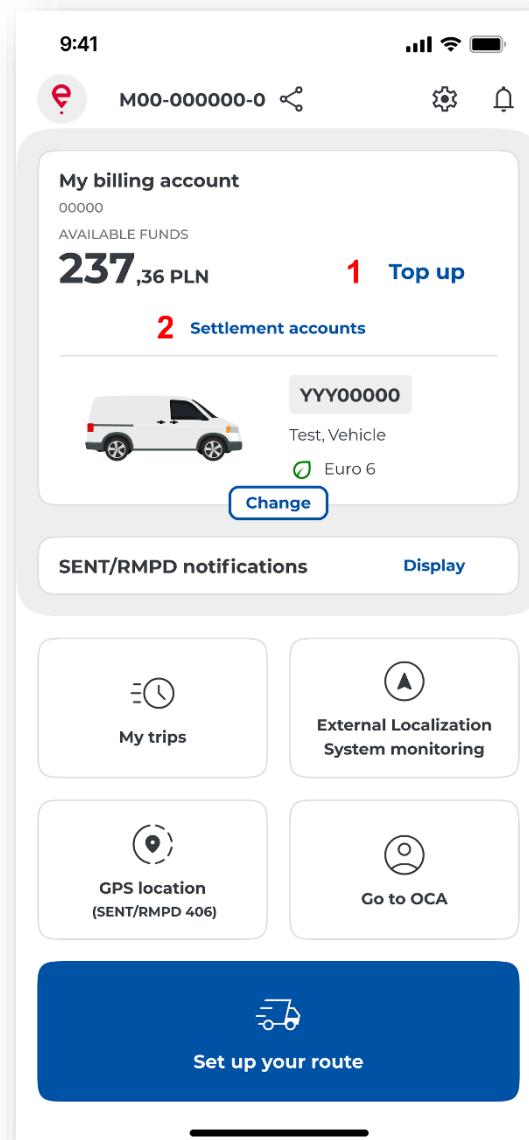 9:41
M00-000000-0
My billing account
00000
AVAILABLE FUNDS
237,36 PLN
1 Top up
2 Settlement accounts
YYY00000
Test, Vehicle
Euro 6
Change
SENT/RMPD notifications
Display
My trips
External Localization
System monitoring
GPS location
(SENT/RMPD 406)
Go to OCA
Set up your route